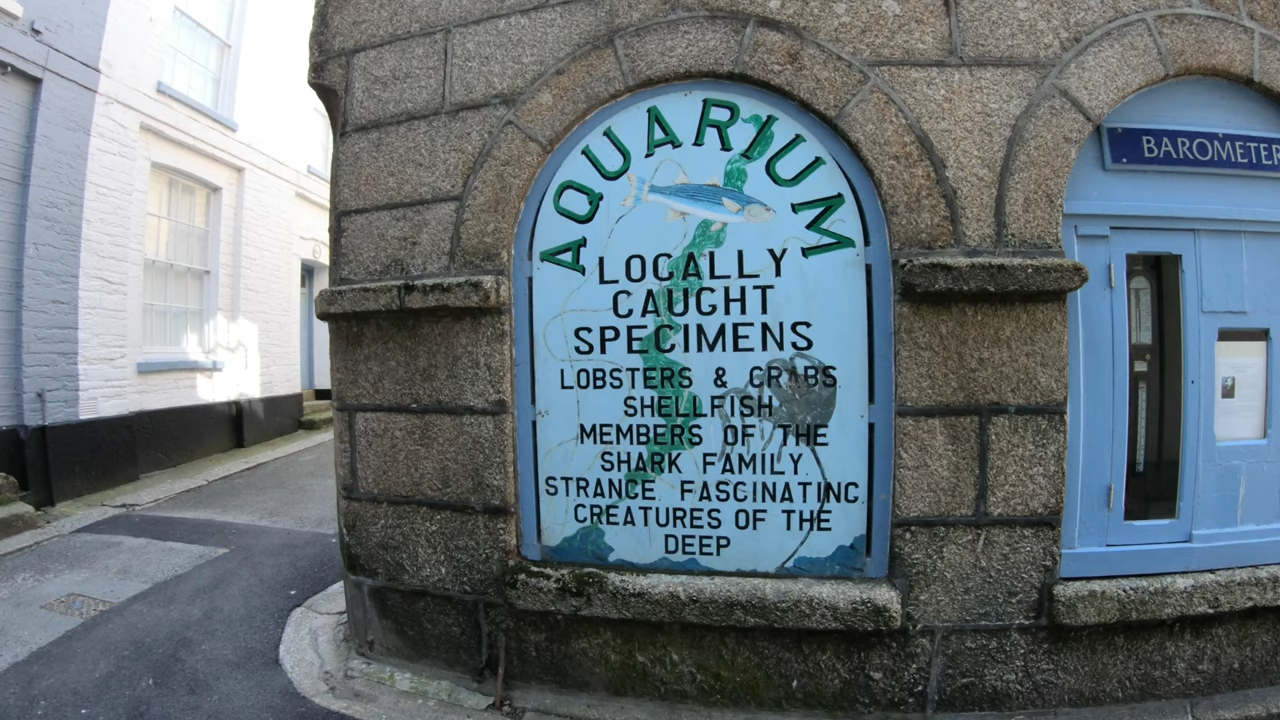 AQUARIUM
LOCALLY
CAUGHT
SPECIMENS
LOBSTERS & CRABS
SHELLFISH
MEMBERS OF THE
SHARK FAMILY.
STRANGE FASCINATING
CREATURES OF THE
DEEP
BAROMETER